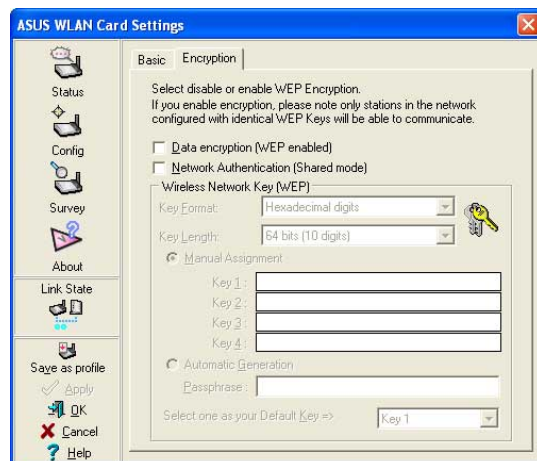 ASUS WLAN Card Settings
Status
Config
Survey
About
Link State
Save as profile
Apply
OK
Cancel
Help
Basic
Encryption
Select disable or enable WEP Encryption.
If you enable encryption, please note only stations in the network
configured with identical WEP Keys will be able to communicate.
Data encryption (WEP enabled)
Network Authentication (Shared mode)
Wireless Network Key (WEP)
Key Format: Hexadecimal digits
Key Length: 64 bits (10 digits)
Manual Assignment
Key 1 :
Key 2 :
Key 3 :
Key 4 :
Automatic Generation
Passphrase :
Select one as your Default Key => Key 1